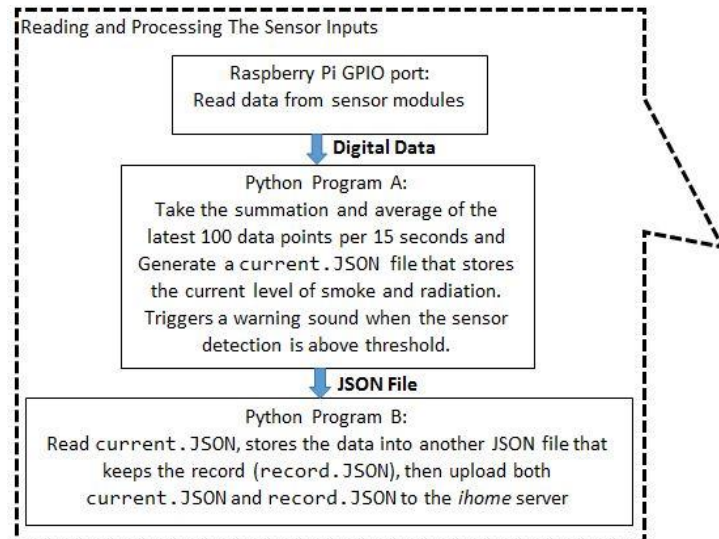 Reading and Processing The Sensor Inputs
Raspberry Pi GPIO port:
Read data from sensor modules
Digital Data
Python Program A:
Take the summation and average of the
latest 100 data points per 15 seconds and
Generate a current.JSON file that stores
the current level of smoke and radiation.
Triggers a warning sound when the sensor
detection is above threshold.
JSON File
Python Program B:
Read current.JSON, stores the data into another JSON file that
keeps the record (record.JSON), then upload both
current.JSON and record.JSON to the ihome server